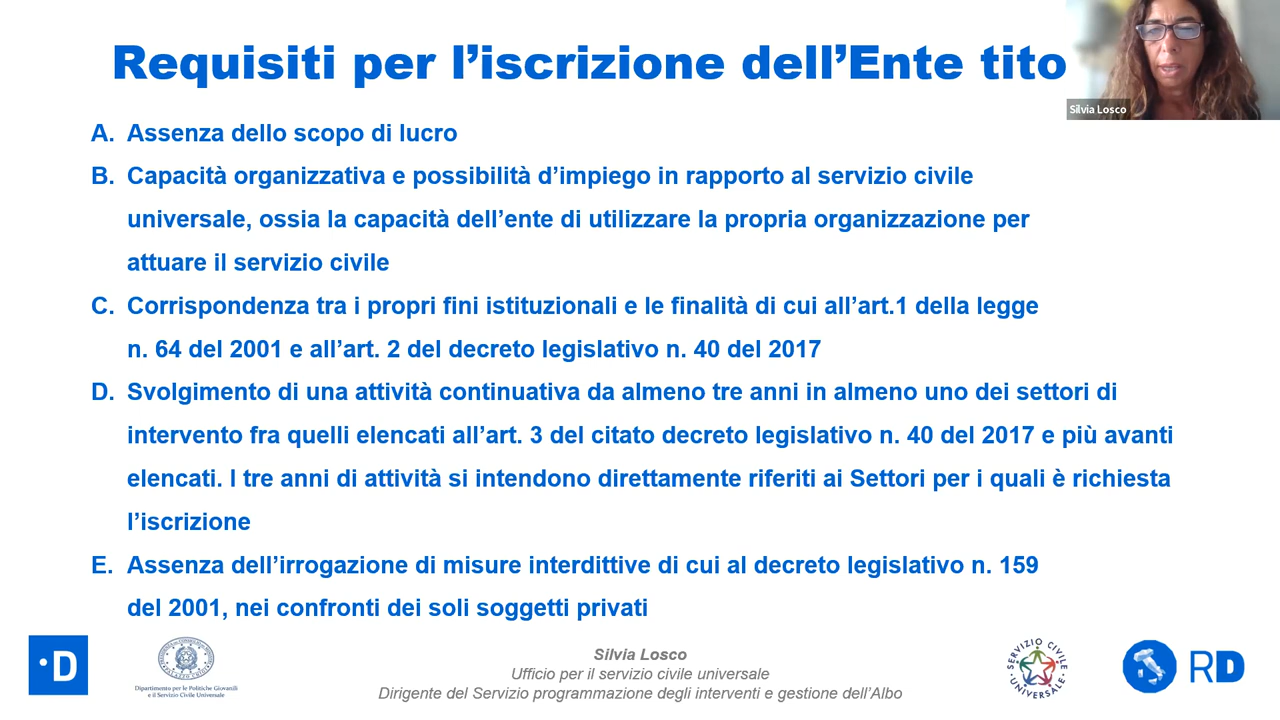 Requisiti per l’iscrizione dell’Ente tito
Silvia Losco
A. Assenza dello scopo di lucro
B. Capacità organizzativa e possibilità d’impiego in rapporto al servizio civile
universale, ossia la capacità dell’ente di utilizzare la propria organizzazione per
attuare il servizio civile
C. Corrispondenza tra i propri fini istituzionali e le finalità di cui all’art.1 della legge
n. 64 del 2001 e all’art. 2 del decreto legislativo n. 40 del 2017
D. Svolgimento di una attività continuativa da almeno tre anni in almeno uno dei settori di
intervento fra quelli elencati all’art. 3 del citato decreto legislativo n. 40 del 2017 e più avanti
elencati. I tre anni di attività si intendono direttamente riferiti ai Settori per i quali è richiesta
l’iscrizione
E. Assenza dell’irrogazione di misure interdittive di cui al decreto legislativo n. 159
del 2001, nei confronti dei soli soggetti privati
·D
Dipartimento per le Politiche Giovanili
e il Servizio Civile Universale
Silvia Losco
Ufficio per il servizio civile universale
Dirigente del Servizio programmazione degli interventi e gestione dell’Albo
SERVIZIO CIVILE
UNIVERSALE
RD